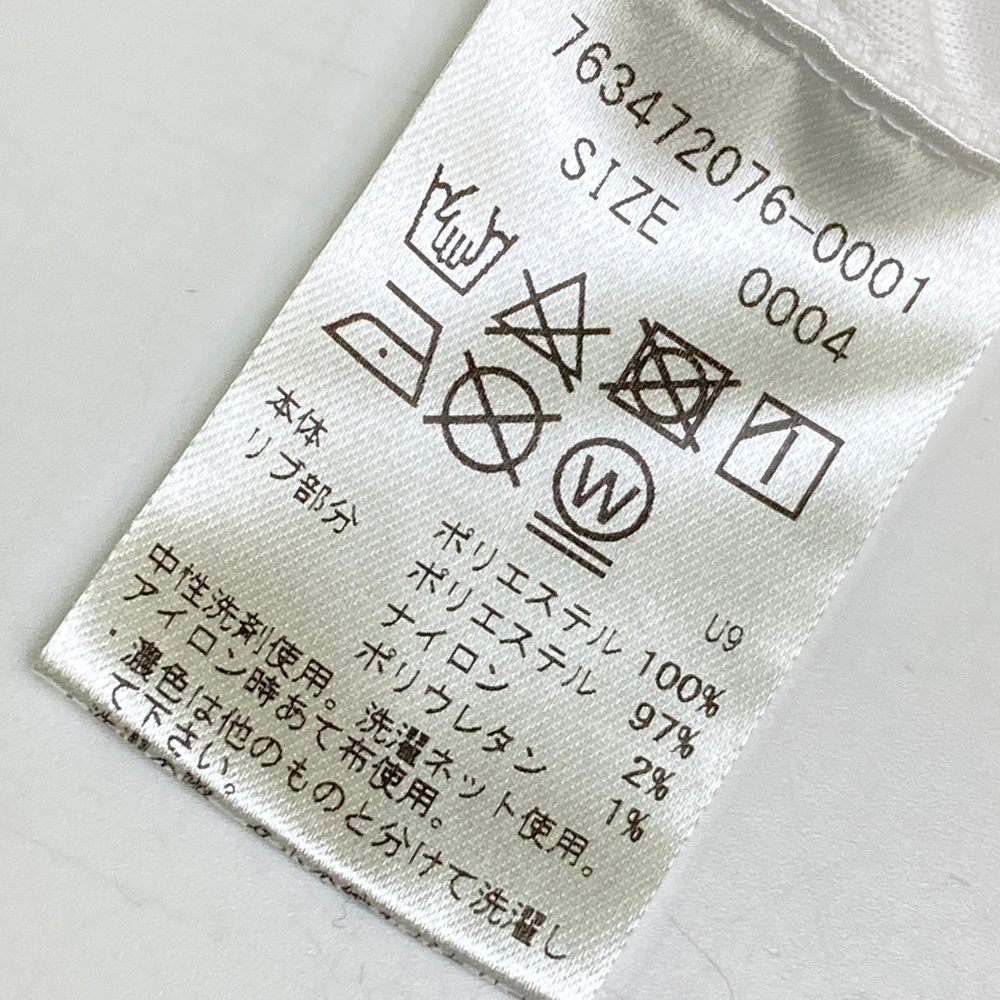 763472076-0001
SIZE 0004
W
U9
本体 ポリエステル 100%
リブ部分 ポリエステル 97%
ナイロン 2%
ポリウレタン 1%
中性洗剤使用。洗濯ネット使用。
アイロン時あて布使用。
・濃色は他のものと分けて洗濯し
て下さい。